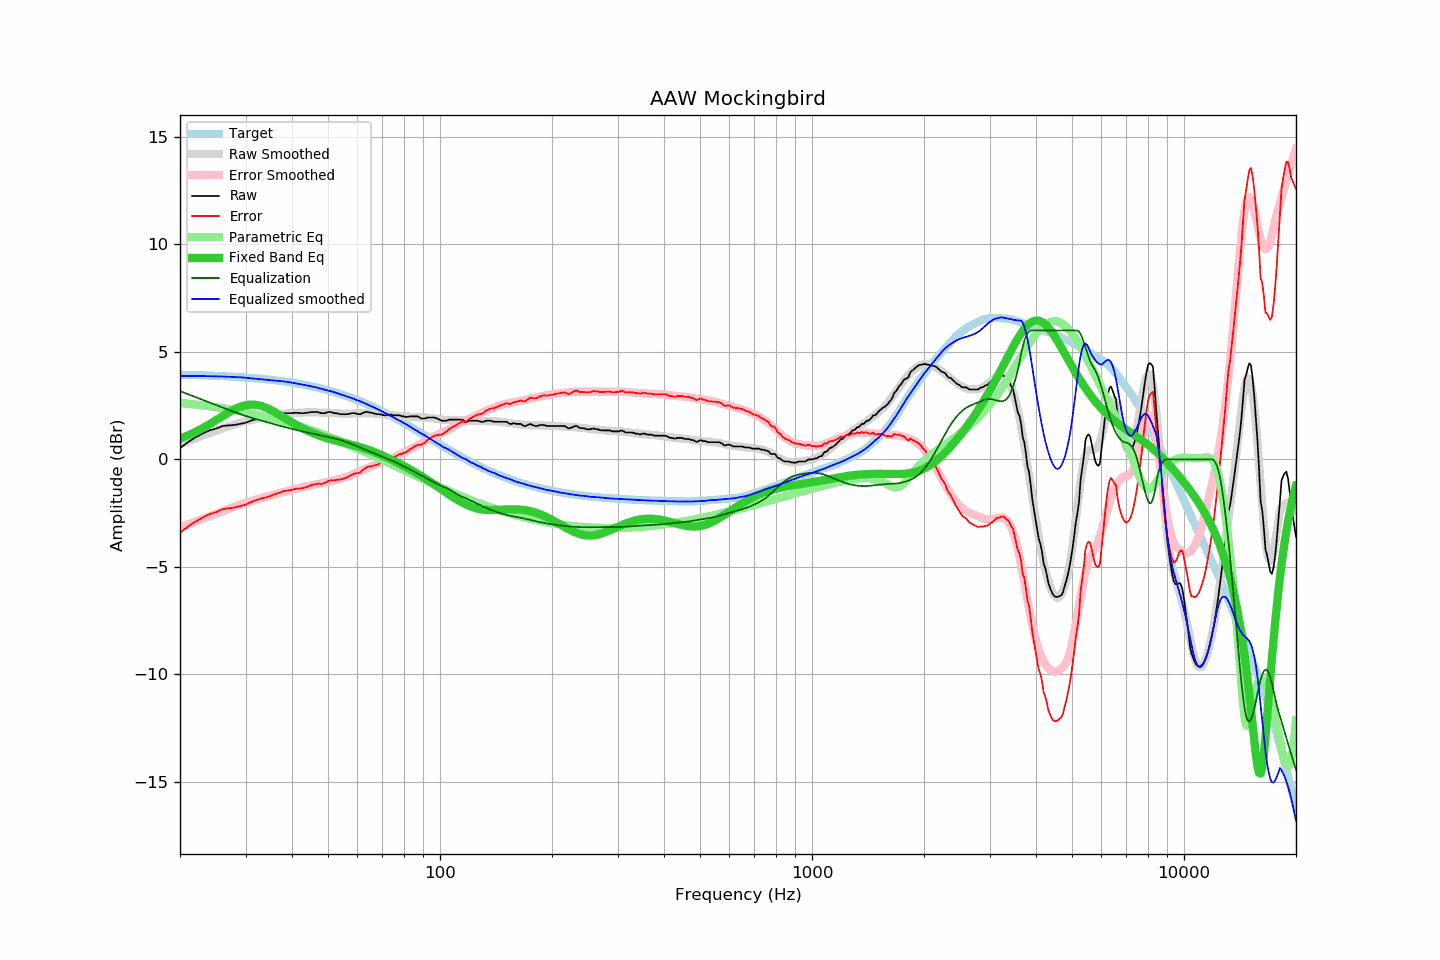 AAW Mockingbird
Target
Raw Smoothed
Error Smoothed
Raw
Error
Parametric Eq
Fixed Band Eq
Equalization
Equalized smoothed
15
10
5
0
−5
−10
−15
Amplitude (dBr)
100
1000
10000
Frequency (Hz)